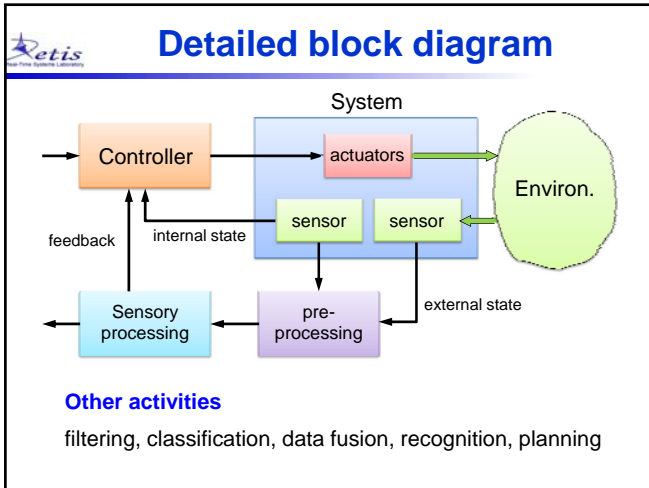 Retis
Real-Time Systems Laboratory
Detailed block diagram
System
Controller
actuators
Environ.
sensor
sensor
feedback
internal state
external state
Sensory
processing
pre-
processing
Other activities
filtering, classification, data fusion, recognition, planning